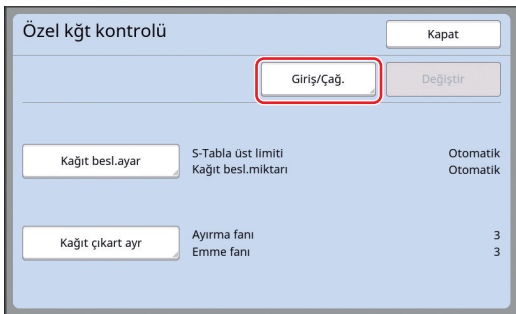 Özel kğt kontrolü
Kapat
Giriş/Çağ.
Değiştir
Kağıt besl.ayar
S-Tabla üst limiti Otomatik
Kağıt besl.miktarı Otomatik
Kağıt çıkart ayr
Ayırma fanı 3
Emme fanı 3